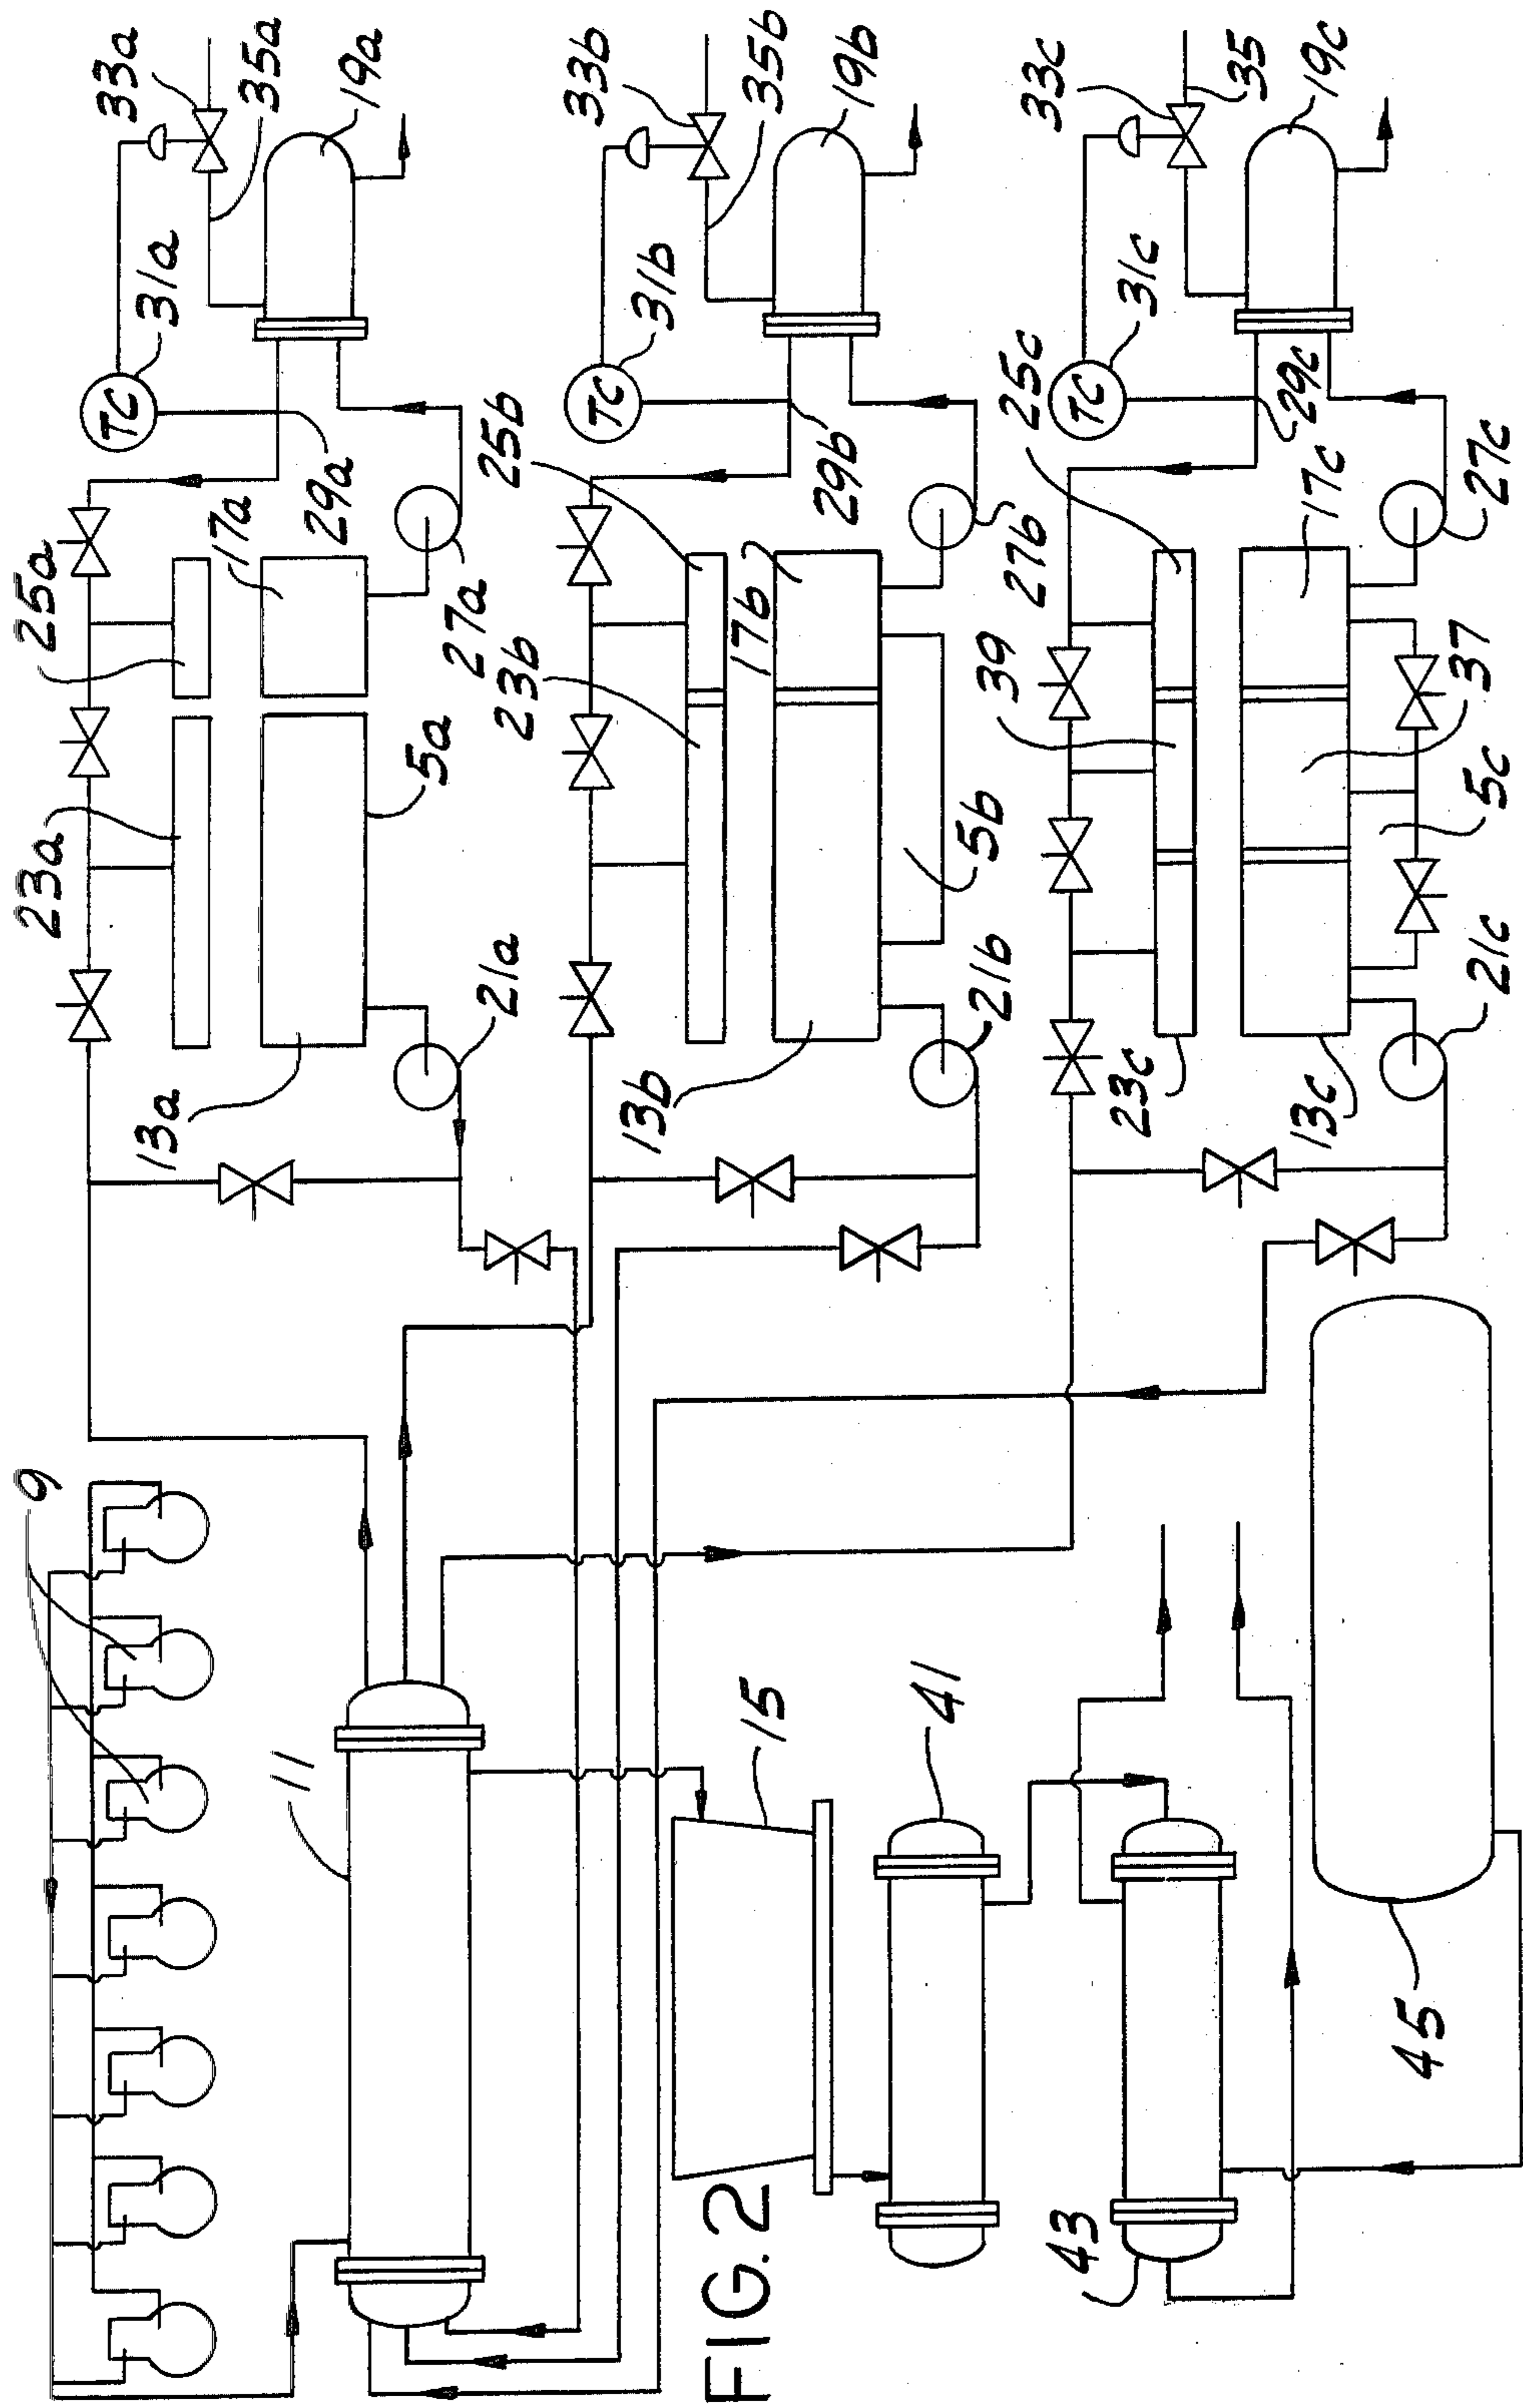 33a
35a
19a
TC
31a
29a
17a
25a
27a
23a
5a
21a
13a
33b
35b
19b
TC
31b
25b
29b
17b
27b
23b
5b
21b
13b
33c
35
19c
TC
31c
25c
29c
17c
27c
39
37
5c
23c
13c
21c
9
11
15
41
43
45
FIG. 2